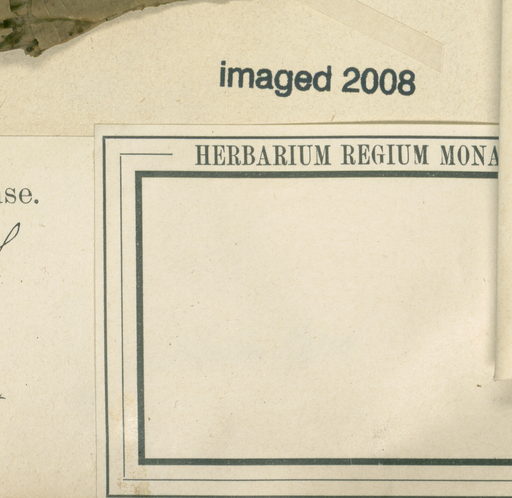 imaged 2008
HERBARIUM REGIUM MONA
se.